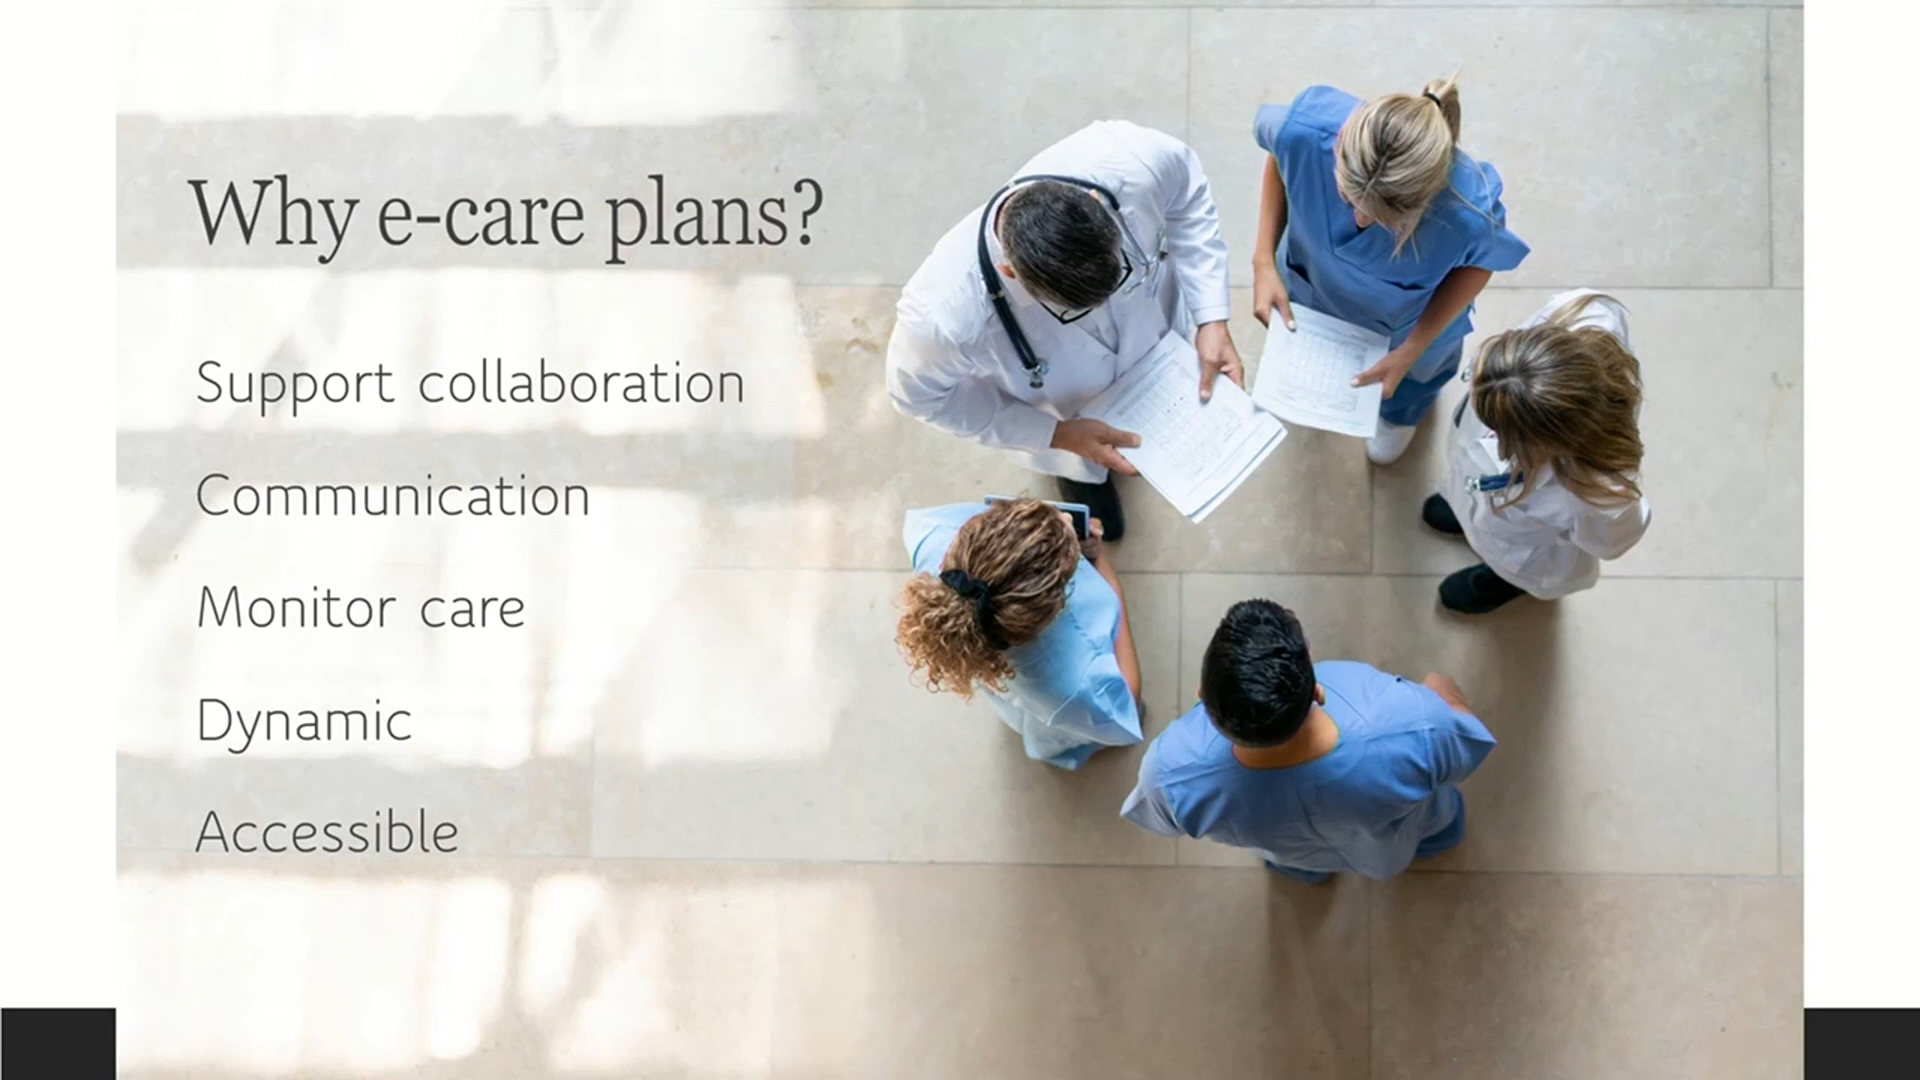 Why e-care plans?
Support collaboration
Communication
Monitor care
Dynamic
Accessible